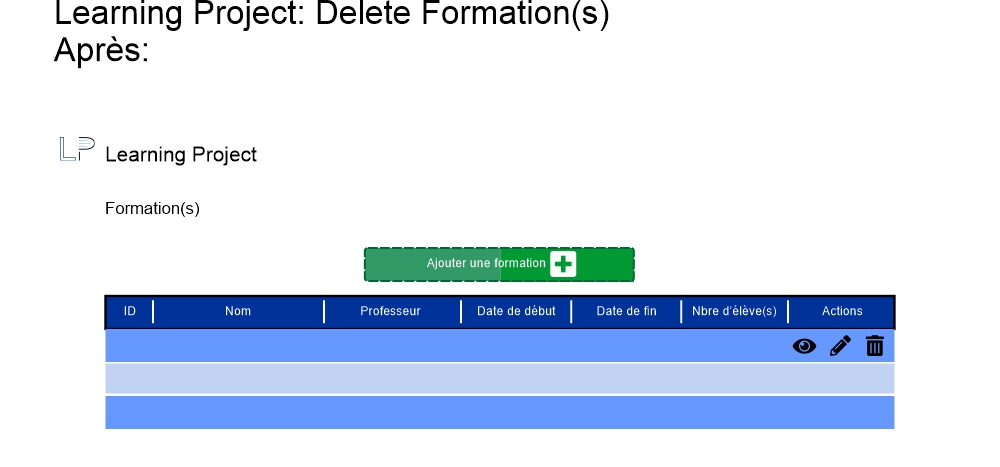 Learning Project: Delete Formation(s)
Après:
LP Learning Project
Formation(s)
Ajouter une formation
ID Nom Professeur Date de début Date de fin Nbre d'élève(s) Actions